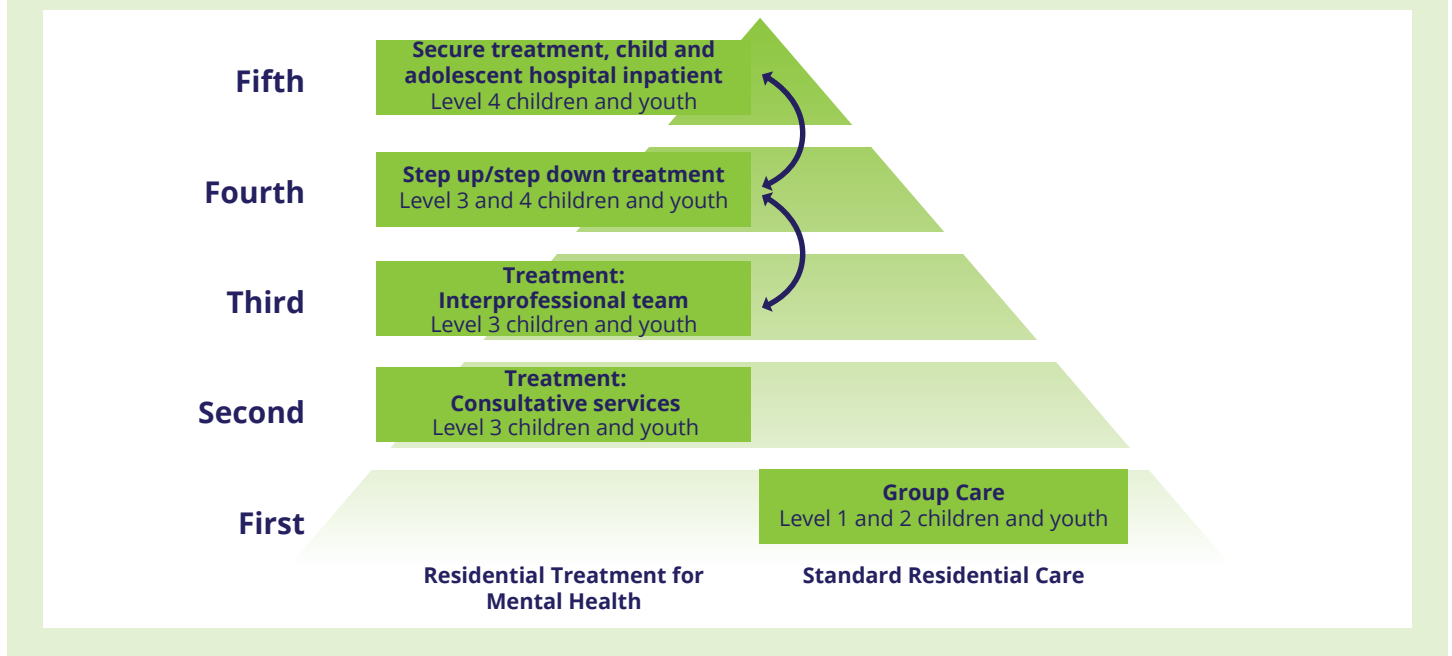 Fifth
Secure treatment, child and
adolescent hospital inpatient
Level 4 children and youth
Fourth
Step up/step down treatment
Level 3 and 4 children and youth
Third
Treatment:
Interprofessional team
Level 3 children and youth
Second
Treatment:
Consultative services
Level 3 children and youth
First
Group Care
Level 1 and 2 children and youth
Residential Treatment for
Mental Health
Standard Residential Care